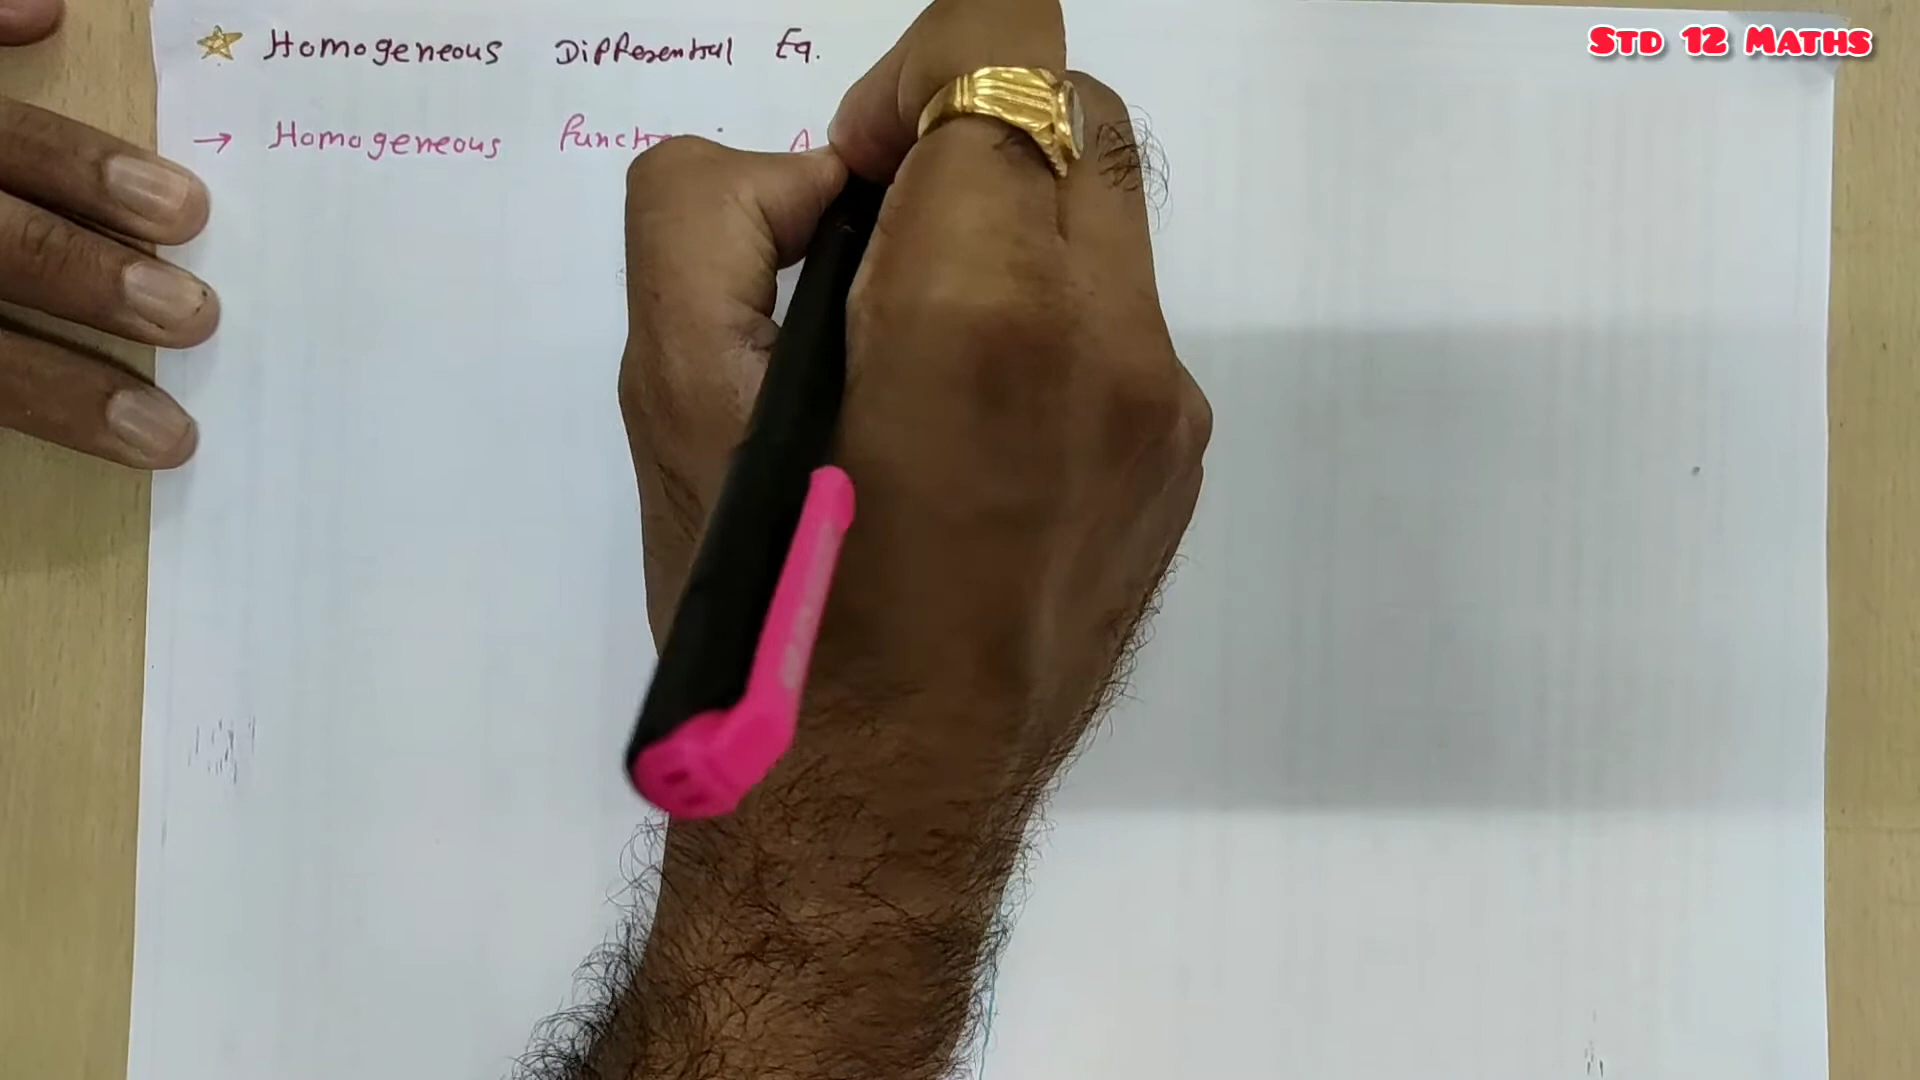 Std 12 Maths
☆ Homogeneous Differential Eq.
→ Homogeneous A